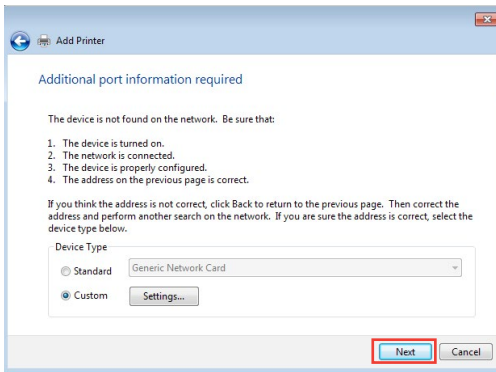 Add Printer
Additional port information required
The device is not found on the network. Be sure that:
1. The device is turned on.
2. The network is connected.
3. The device is properly configured.
4. The address on the previous page is correct.
If you think the address is not correct, click Back to return to the previous page. Then correct the
address and perform another search on the network. If you are sure the address is correct, select the
device type below.
Device Type
Standard Generic Network Card
Custom Settings...
Next Cancel